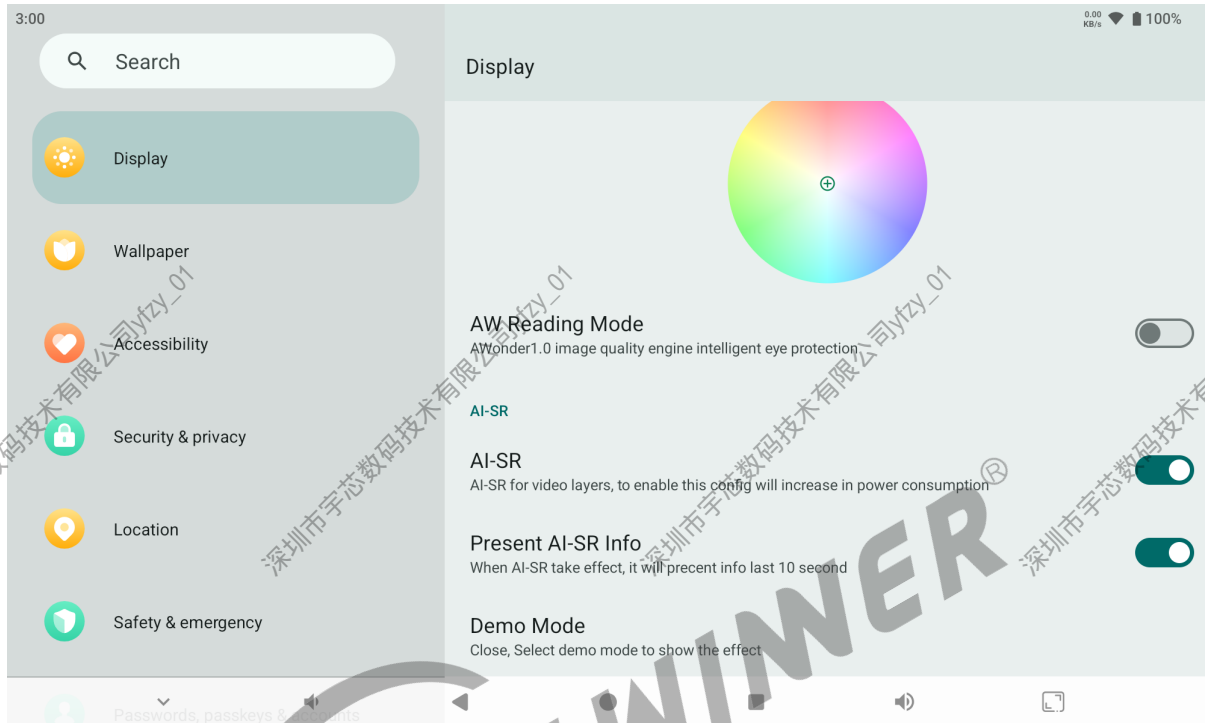 3:00
0.00
KB/s
100%
Search
Display
Wallpaper
Accessibility
Security & privacy
Location
Safety & emergency
Passwords, passkeys & accounts
Display
AW Reading Mode
AWonder1.0 image quality engine intelligent eye protection
AI-SR
AI-SR
AI-SR for video layers, to enable this config will increase in power consumption
Present AI-SR Info
When AI-SR take effect, it will precent info last 10 second
Demo Mode
Close, Select demo mode to show the effect
深圳市宇芯数码技术有限公司yfzy_01
深圳市宇芯数码技术有限公司yfzy_01
数码技术有限公司yfzy_01
深圳市宇芯数码技术有
WINNER®